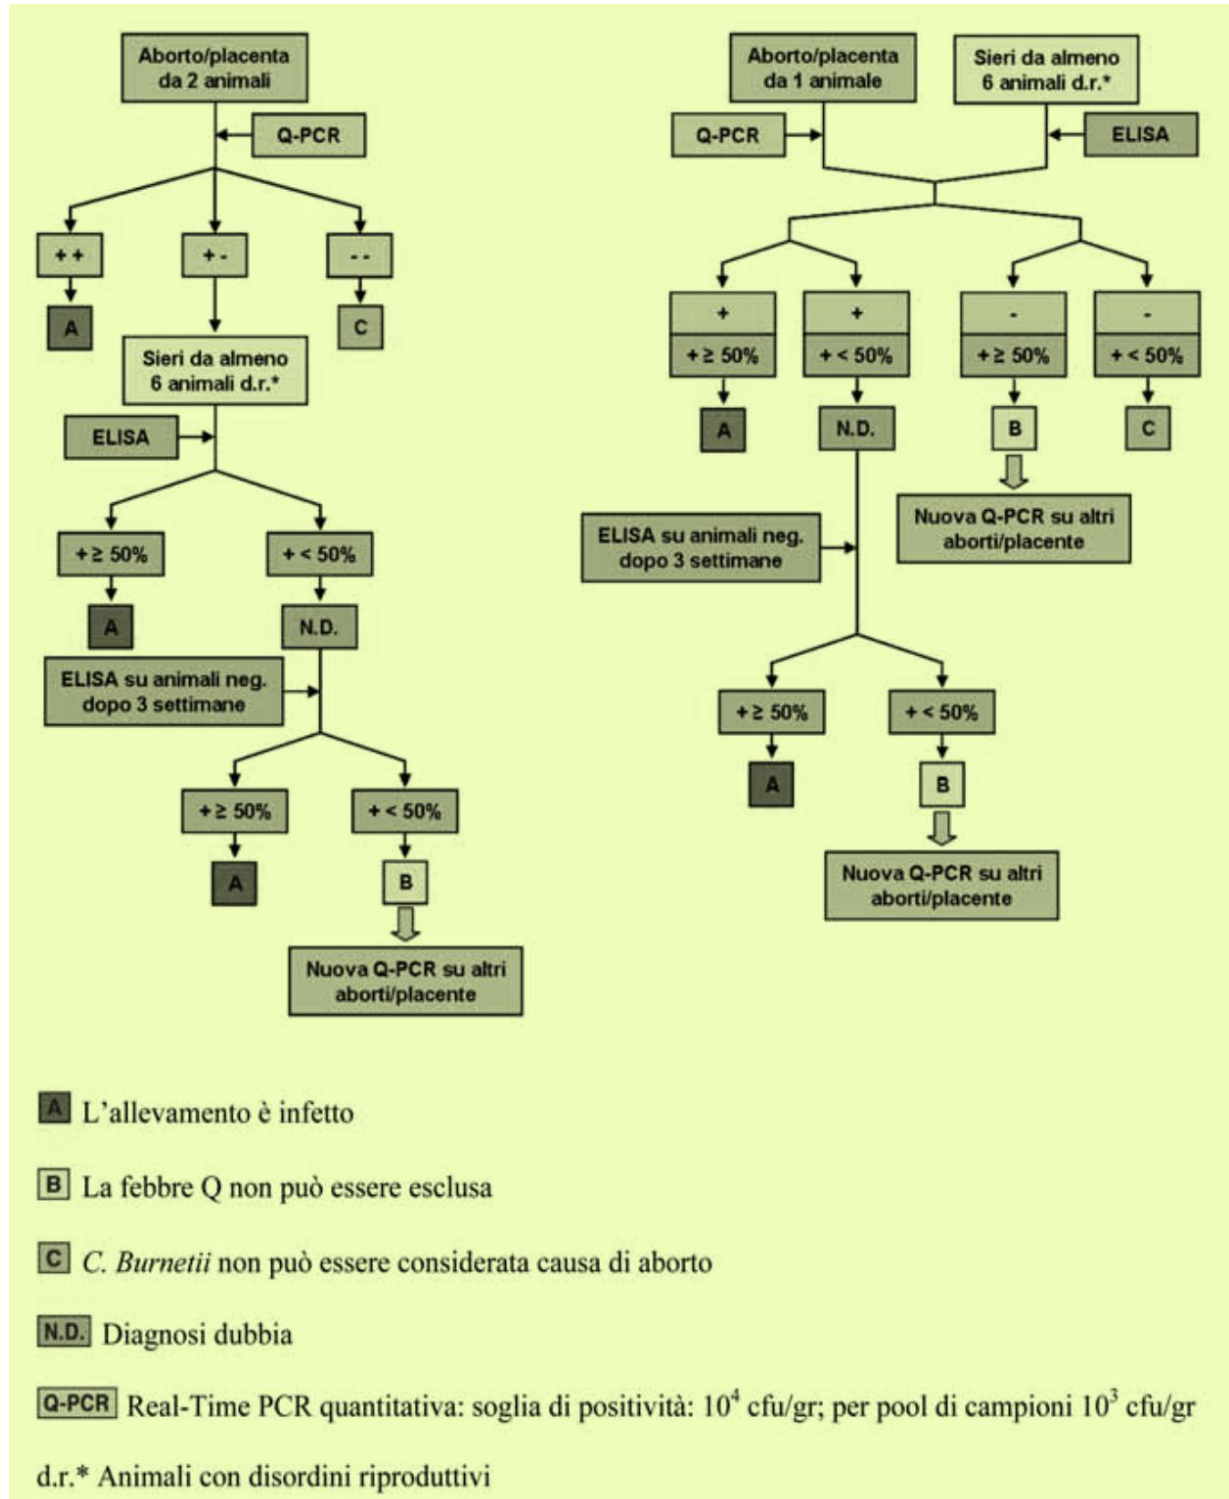 Aborto/placenta
da 2 animali
Q-PCR
+ +
+ -
- -
A
C
Sieri da almeno
6 animali d.r.*
ELISA
+ ≥ 50%
+ < 50%
A
N.D.
ELISA su animali neg.
dopo 3 settimane
+ ≥ 50%
+ < 50%
A
B
Nuova Q-PCR su altri
aborti/placente
Aborto/placenta
da 1 animale
Sieri da almeno
6 animali d.r.*
Q-PCR
ELISA
+
+
-
-
+ ≥ 50%
+ < 50%
+ ≥ 50%
+ < 50%
A
N.D.
B
C
Nuova Q-PCR su altri
aborti/placente
ELISA su animali neg.
dopo 3 settimane
+ ≥ 50%
+ < 50%
A
B
Nuova Q-PCR su altri
aborti/placente
A L'allevamento è infetto
B La febbre Q non può essere esclusa
C C. Burnetii non può essere considerata causa di aborto
N.D. Diagnosi dubbia
Q-PCR Real-Time PCR quantitativa: soglia di positività: 10⁴ cfu/gr; per pool di campioni 10³ cfu/gr
d.r.* Animali con disordini riproduttivi